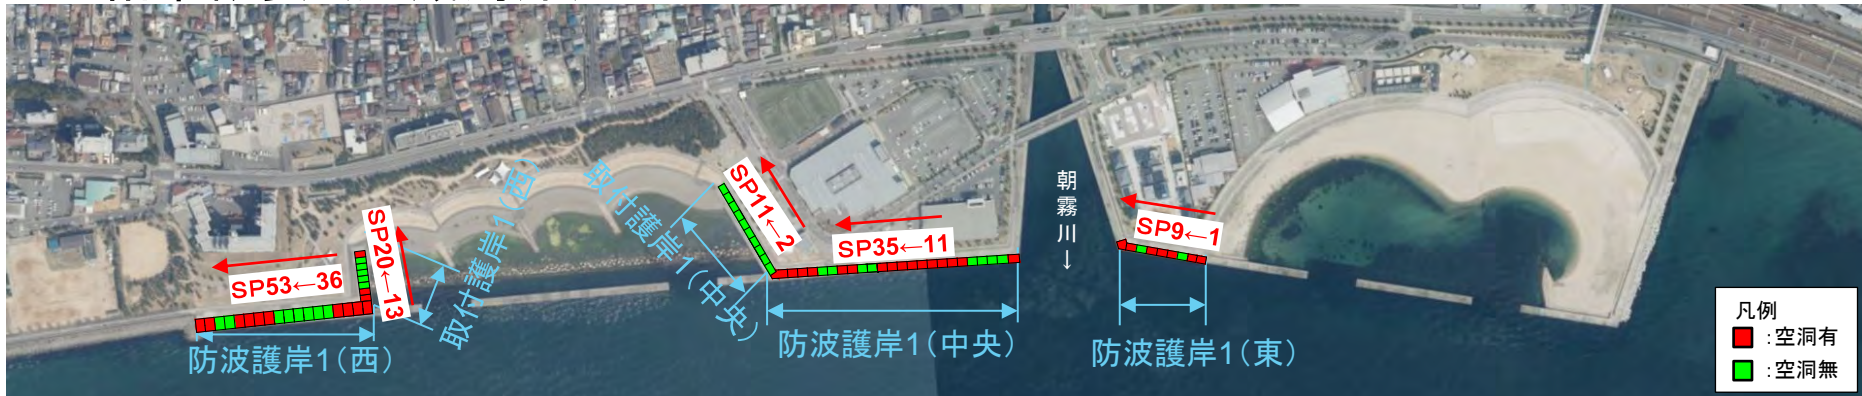 取付護岸1(西)
取付護岸1(中央)
SP11←2
SP35←11
朝霧川→
SP9←1
SP20←13
SP53←36
防波護岸1(西)
防波護岸1(中央)
防波護岸1(東)
凡例
:空洞有
:空洞無